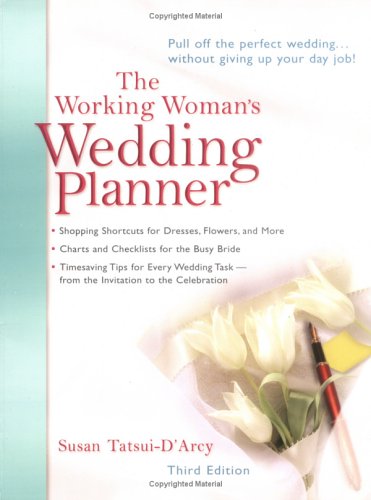 Copyrighted Material
Pull off the perfect wedding...
without giving up your day job!
The
Working Woman's
Wedding
Planner
• Shopping Shortcuts for Dresses, Flowers, and More
• Charts and Checklists for the Busy Bride
• Timesaving Tips for Every Wedding Task —
from the Invitation to the Celebration
Susan Tatsui-D'Arcy
Third Edition
Copyrighted Material